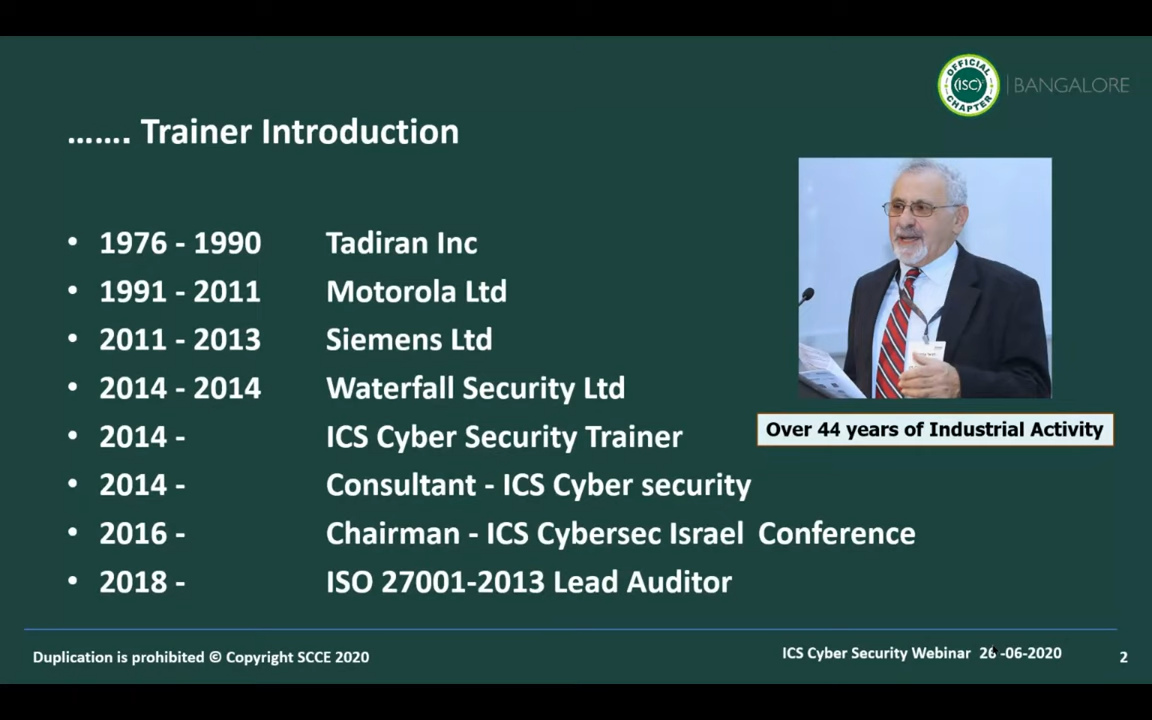 OFFICIAL
(ISC)
CHAPTER
BANGALORE
....... Trainer Introduction
• 1976 - 1990 Tadiran Inc
• 1991 - 2011 Motorola Ltd
• 2011 - 2013 Siemens Ltd
• 2014 - 2014 Waterfall Security Ltd
• 2014 - ICS Cyber Security Trainer
• 2014 - Consultant - ICS Cyber security
• 2016 - Chairman - ICS Cybersec Israel Conference
• 2018 - ISO 27001-2013 Lead Auditor
Over 44 years of Industrial Activity
Duplication is prohibited © Copyright SCCE 2020
ICS Cyber Security Webinar 26-06-2020
2